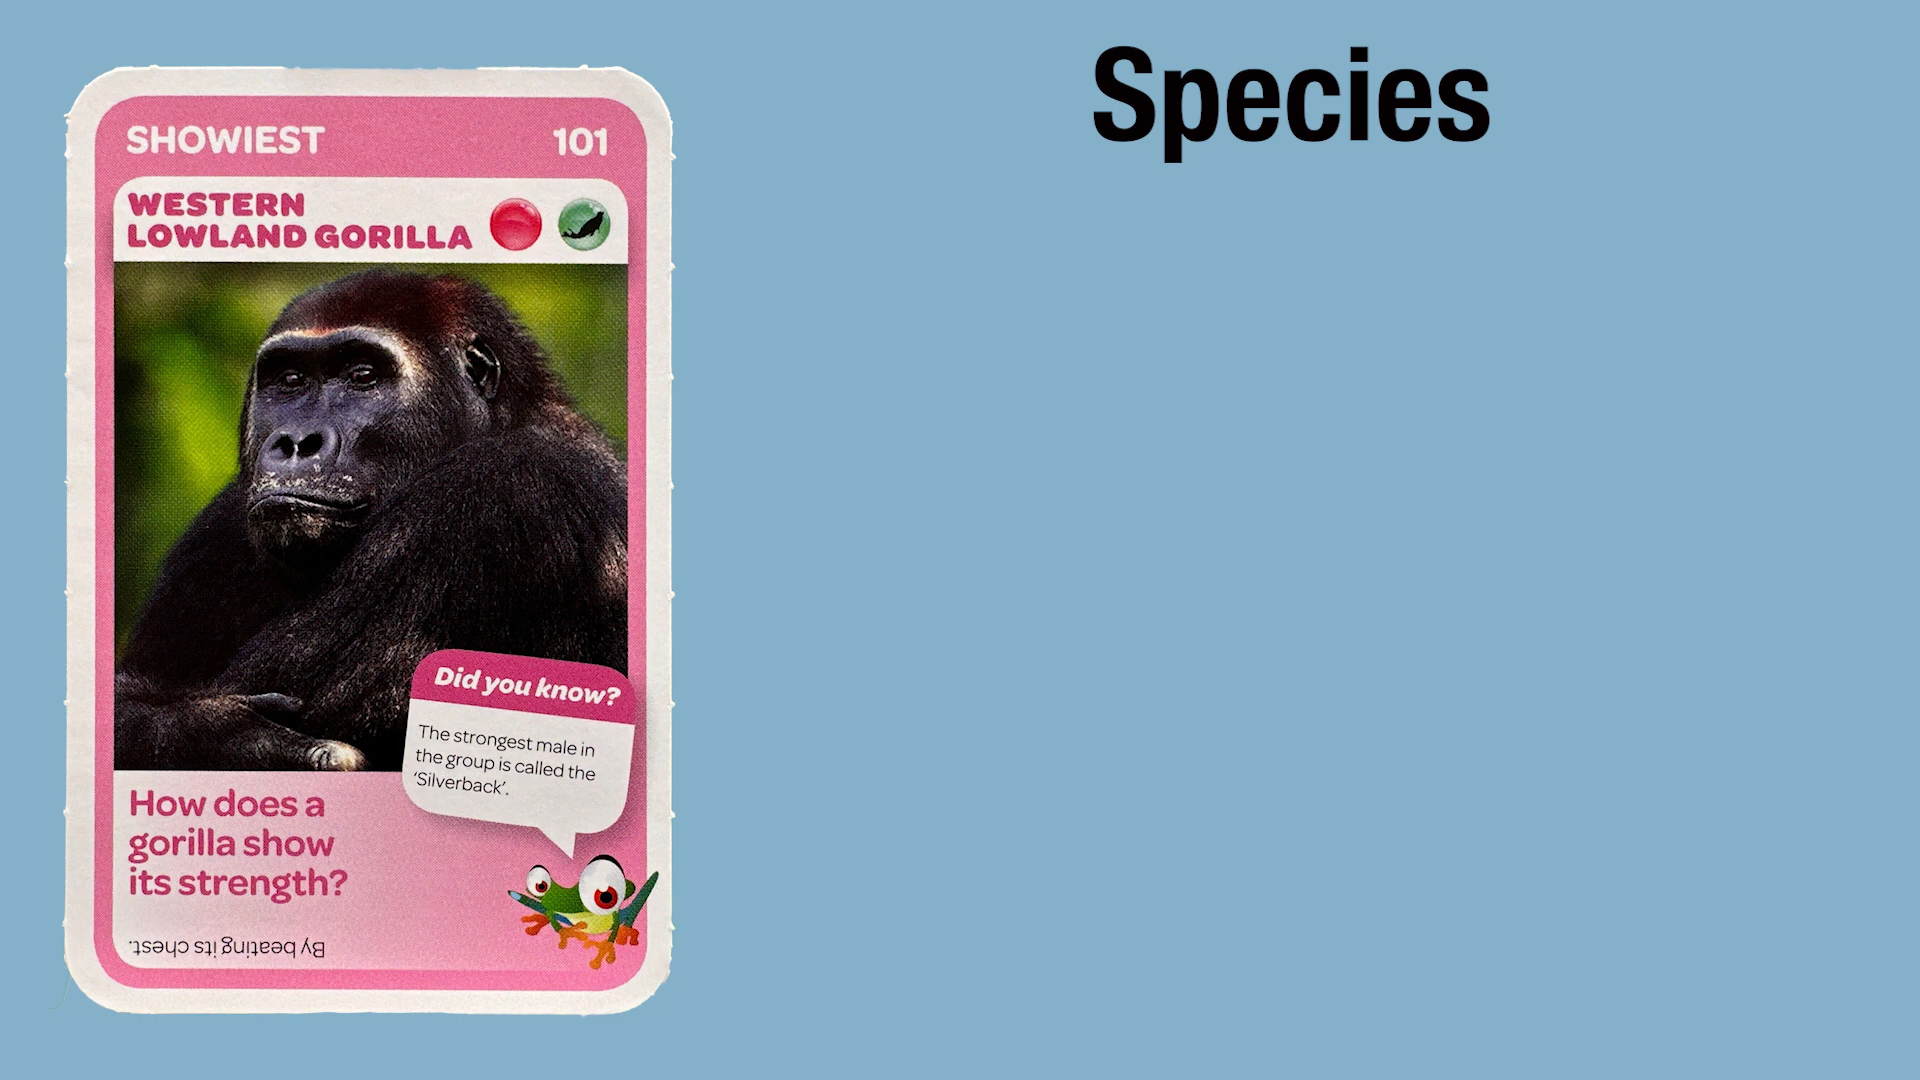 Species
SHOWIEST 101
WESTERN
LOWLAND GORILLA
Did you know?
The strongest male in
the group is called the
'Silverback'.
How does a
gorilla show
its strength?
By beating its chest.